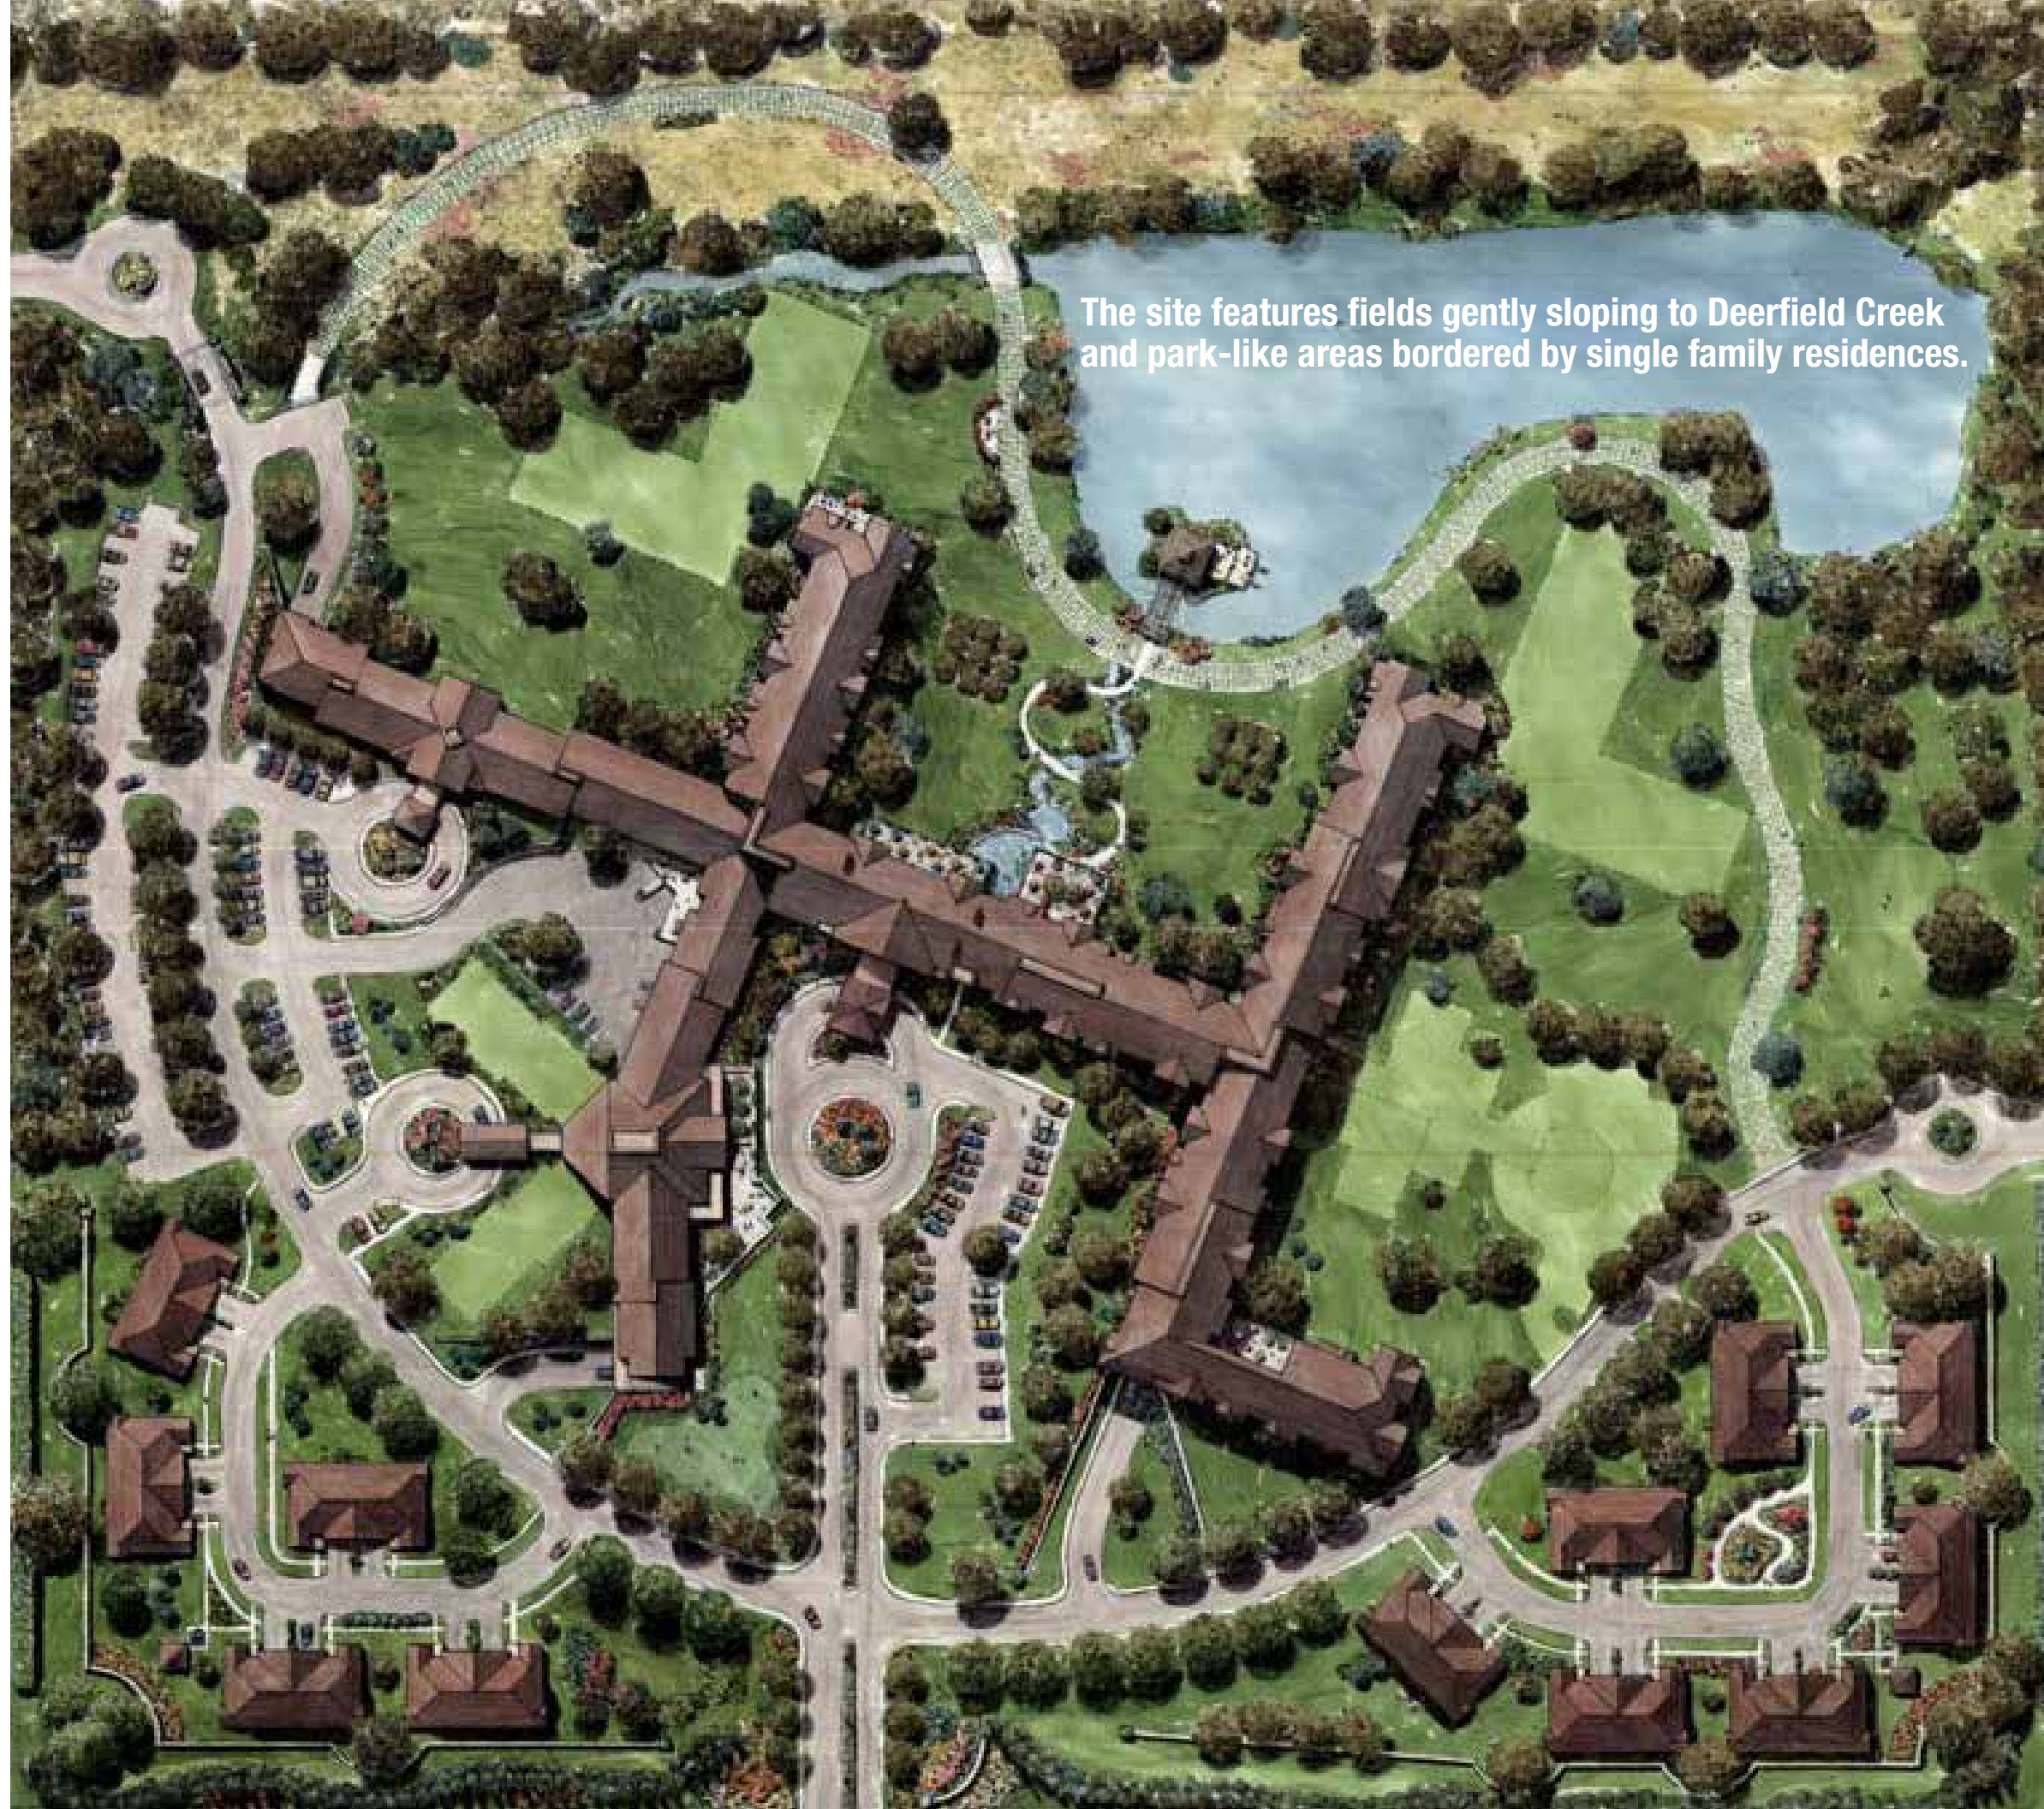 The site features fields gently sloping to Deerfield Creek
and park-like areas bordered by single family residences.